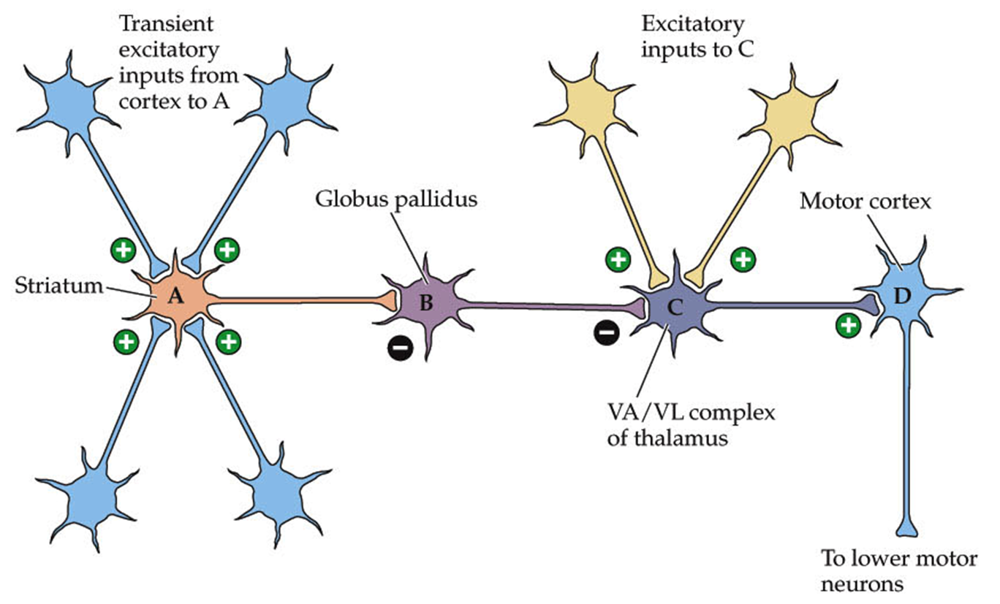 Transient
excitatory
inputs from
cortex to A
Excitatory
inputs to C
Globus pallidus
Motor cortex
+
+
+
+
Striatum
A
B
C
D
+
+
−
−
+
+
VA/VL complex
of thalamus
To lower motor
neurons